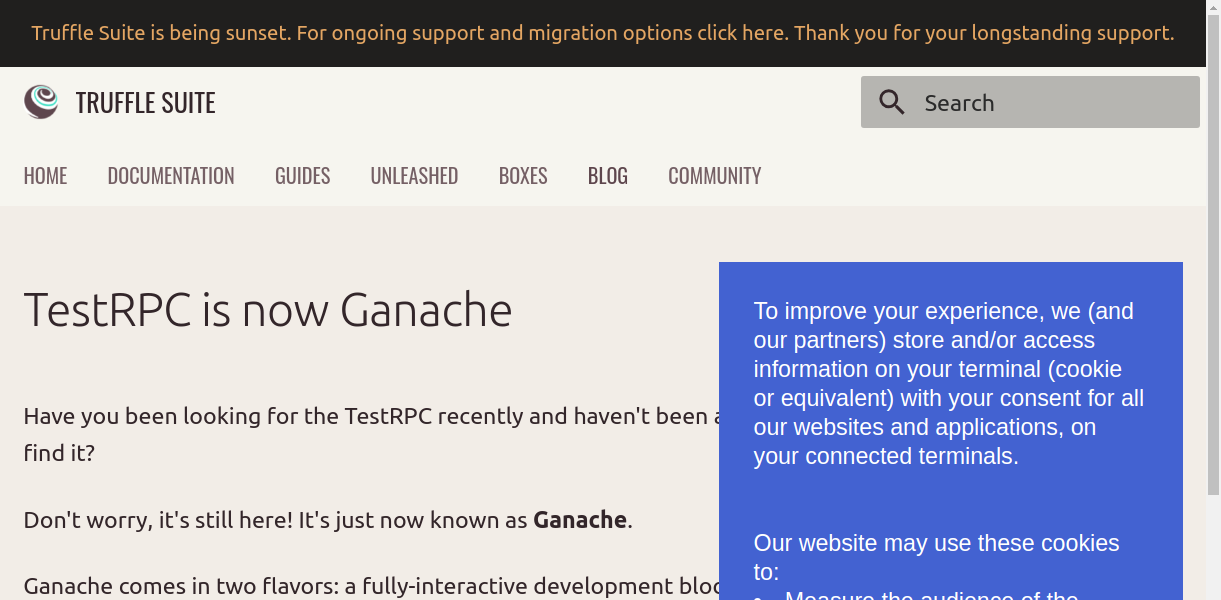 Truffle Suite is being sunset. For ongoing support and migration options click here. Thank you for your longstanding support.
TRUFFLE SUITE
Search
HOME DOCUMENTATION GUIDES UNLEASHED BOXES BLOG COMMUNITY
TestRPC is now Ganache
Have you been looking for the TestRPC recently and haven't been
find it?
Don't worry, it's still here! It's just now known as Ganache.
Ganache comes in two flavors: a fully-interactive development
To improve your experience, we (and
our partners) store and/or access
information on your terminal (cookie
or equivalent) with your consent for all
our websites and applications, on
your connected terminals.
Our website may use these cookies
to:
• Measure the audience of the